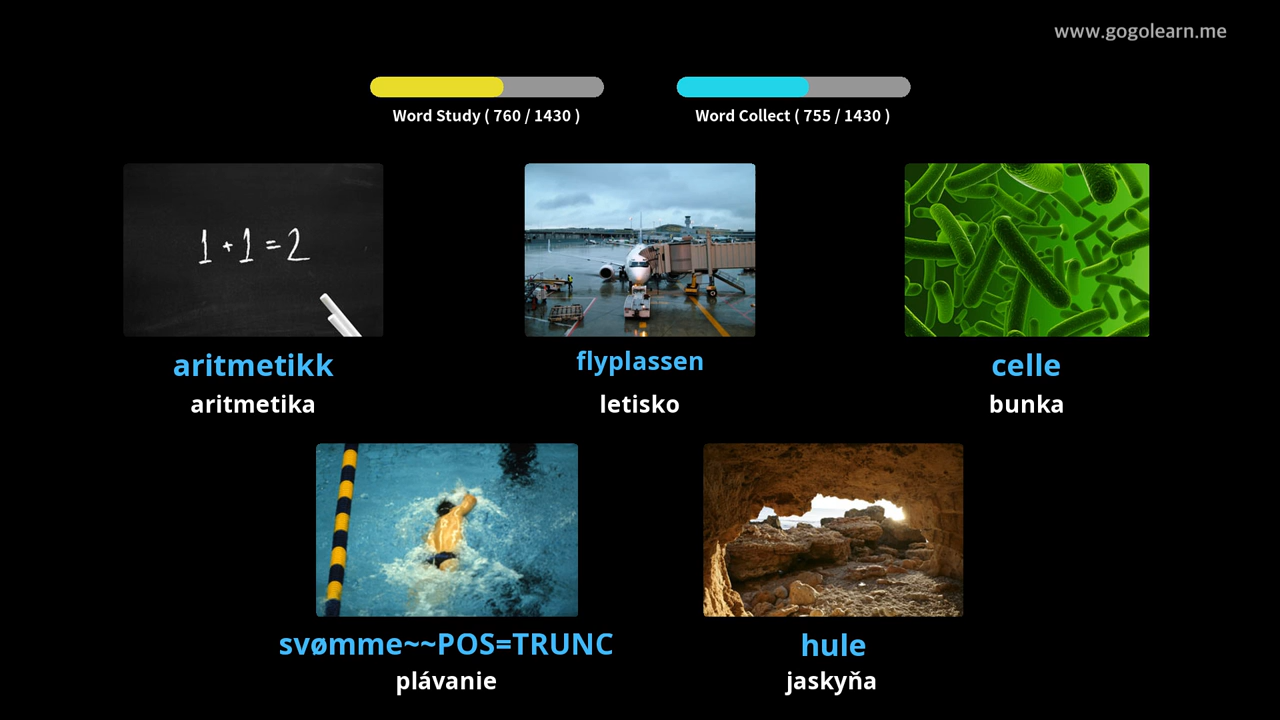 www.gogolearn.me
Word Study ( 760 / 1430 )
Word Collect ( 755 / 1430 )
1 + 1 = 2
aritmetikk
aritmetika
flyplassen
letisko
celle
bunka
svømme~~POS=TRUNC
plávanie
hule
jaskyňa